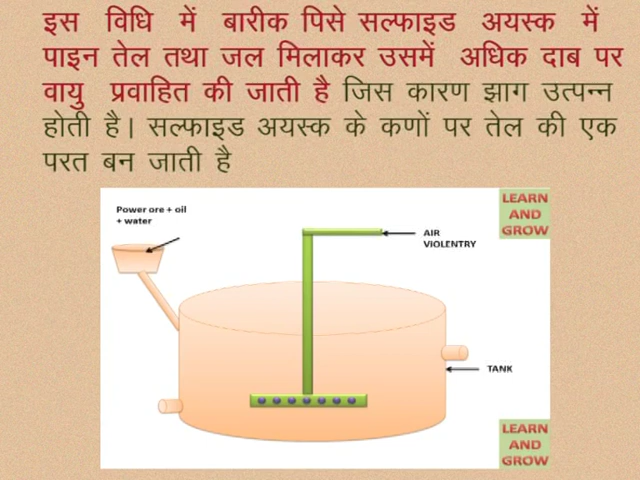 इस विधि में बारीक पिसे सल्फाइड अयस्क में
पाइन तेल तथा जल मिलाकर उसमें अधिक दाब पर
वायु प्रवाहित की जाती है जिस कारण झाग उत्पन्न
होती है। सल्फाइड अयस्क के कणों पर तेल की एक
परत बन जाती है
LEARN
AND
GROW
Power ore + oil
+ water
AIR
VIOLENTRY
TANK
LEARN
AND
GROW